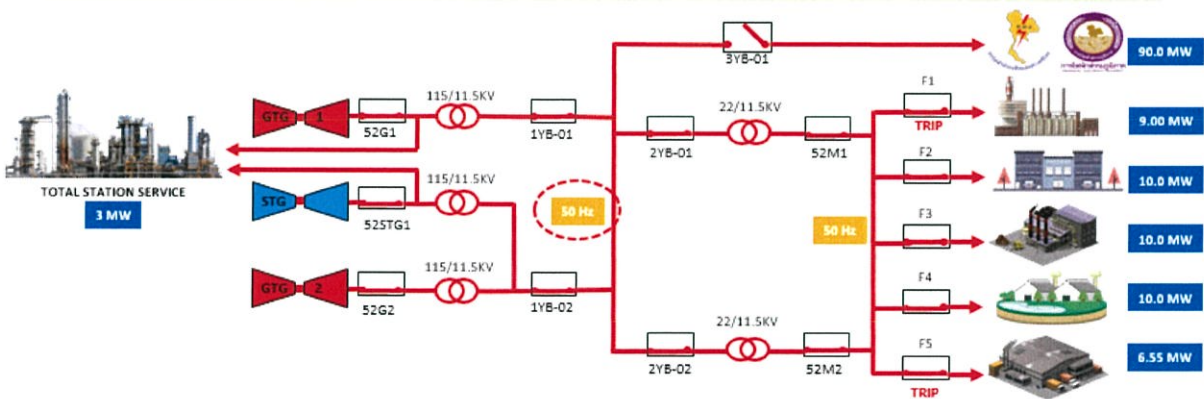 90.0 MW
3YB-01
F1
115/11.5KV
22/11.5KV
GTG
1
52G1
1YB-01
2YB-01
52M1
TRIP
9.00 MW
F2
10.0 MW
TOTAL STATION SERVICE
3 MW
115/11.5KV
STG
52STG1
50 Hz
50 Hz
F3
10.0 MW
115/11.5KV
GTG
2
52G2
1YB-02
F4
10.0 MW
22/11.5KV
2YB-02
52M2
F5
TRIP
6.55 MW